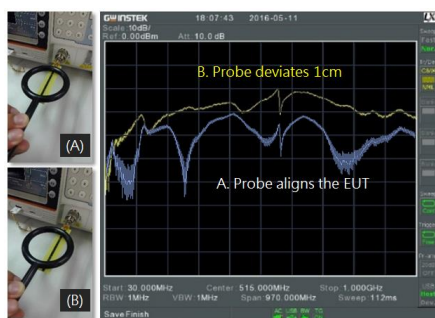 GWINSTEK 18:07:43 2016-05-11
Scale:10dB/
Ref:0.00dBm Att: 10.0 dB
B. Probe deviates 1cm
A. Probe aligns the EUT
(A)
(B)
Start: 30.000MHz Center: 515.000MHz Stop: 1.000GHz
RBW: 1MHz VBW: 1MHz Span: 970.000MHz Sweep: 112ms
Save Finish